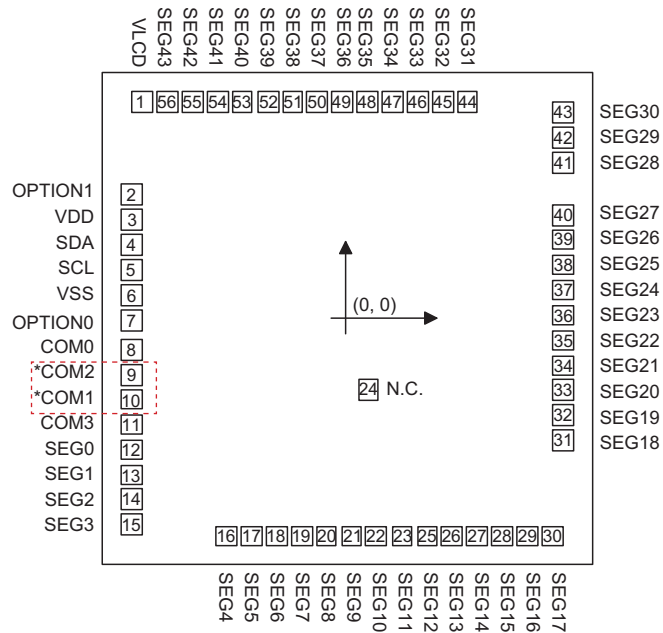 VLCD SEG43 SEG42 SEG41 SEG40 SEG39 SEG38 SEG37 SEG36 SEG35 SEG34 SEG33 SEG32 SEG31
1 56 55 54 53 52 51 50 49 48 47 46 45 44
43 SEG30
42 SEG29
41 SEG28
OPTION1 2
VDD 3
SDA 4
SCL 5
VSS 6
OPTION0 7
COM0 8
*COM2 9
*COM1 10
COM3 11
SEG0 12
SEG1 13
SEG2 14
SEG3 15
(0, 0)
24 N.C.
40 SEG27
39 SEG26
38 SEG25
37 SEG24
36 SEG23
35 SEG22
34 SEG21
33 SEG20
32 SEG19
31 SEG18
16 17 18 19 20 21 22 23 25 26 27 28 29 30
SEG4 SEG5 SEG6 SEG7 SEG8 SEG9 SEG10 SEG11 SEG12 SEG13 SEG14 SEG15 SEG16 SEG17